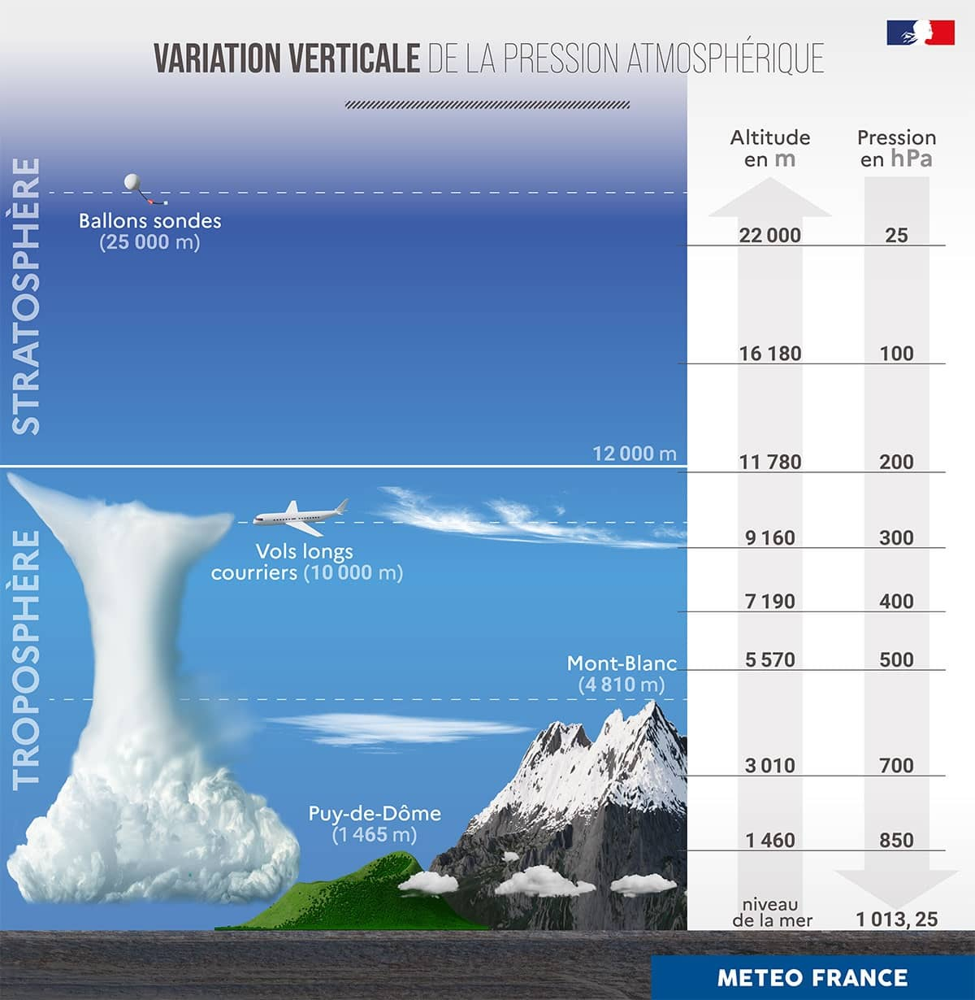 VARIATION VERTICALE DE LA PRESSION ATMOSPHÉRIQUE
Altitude
en m
Pression
en hPa
STRATOSPHÈRE
Ballons sondes
(25 000 m)
22 000 25
16 180 100
12 000 m
11 780 200
TROPOSPHÈRE
Vols longs
courriers (10 000 m)
9 160 300
7 190 400
Mont-Blanc
(4 810 m)
5 570 500
3 010 700
Puy-de-Dôme
(1 465 m)
1 460 850
niveau
de la mer
1 013, 25
METEO FRANCE